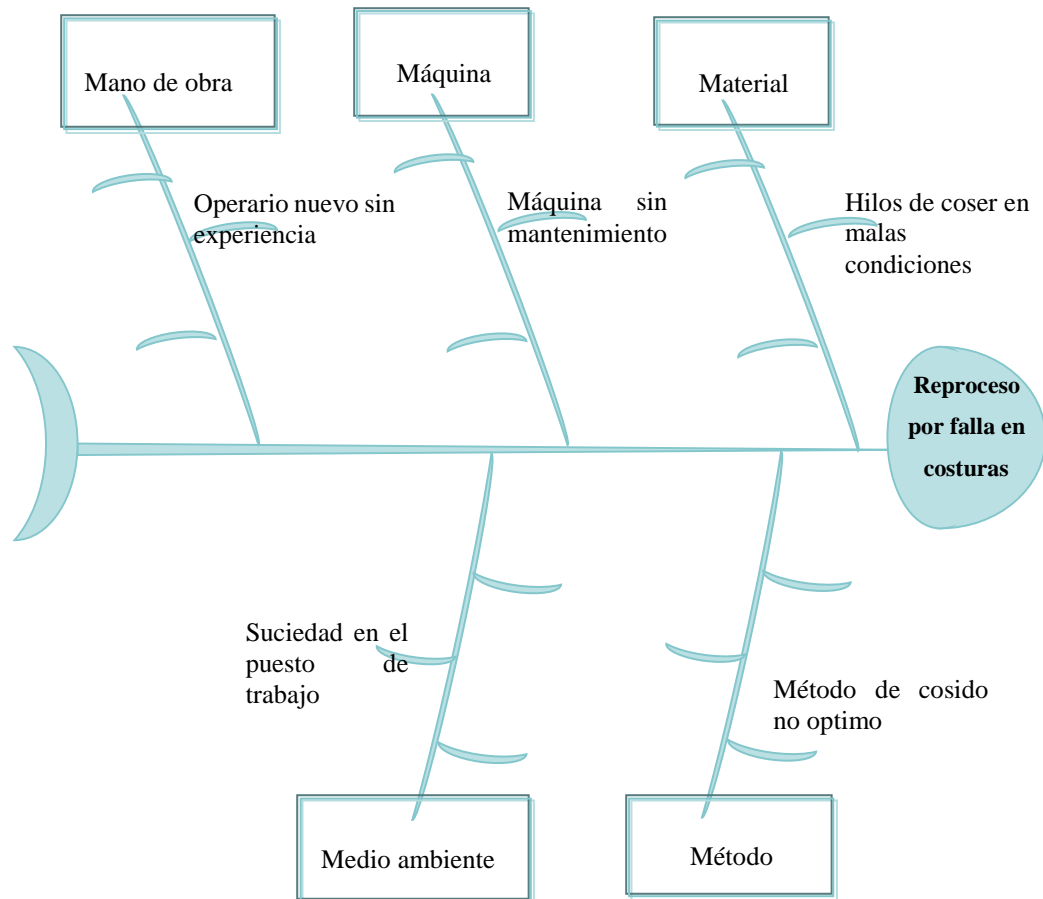 Mano de obra
Máquina
Material
Operario nuevo sin
experiencia
Máquina sin
mantenimiento
Hilos de coser en
malas
condiciones
Reproceso
por falla en
costuras
Suciedad en el
puesto de
trabajo
Método de cosido
no optimo
Medio ambiente
Método